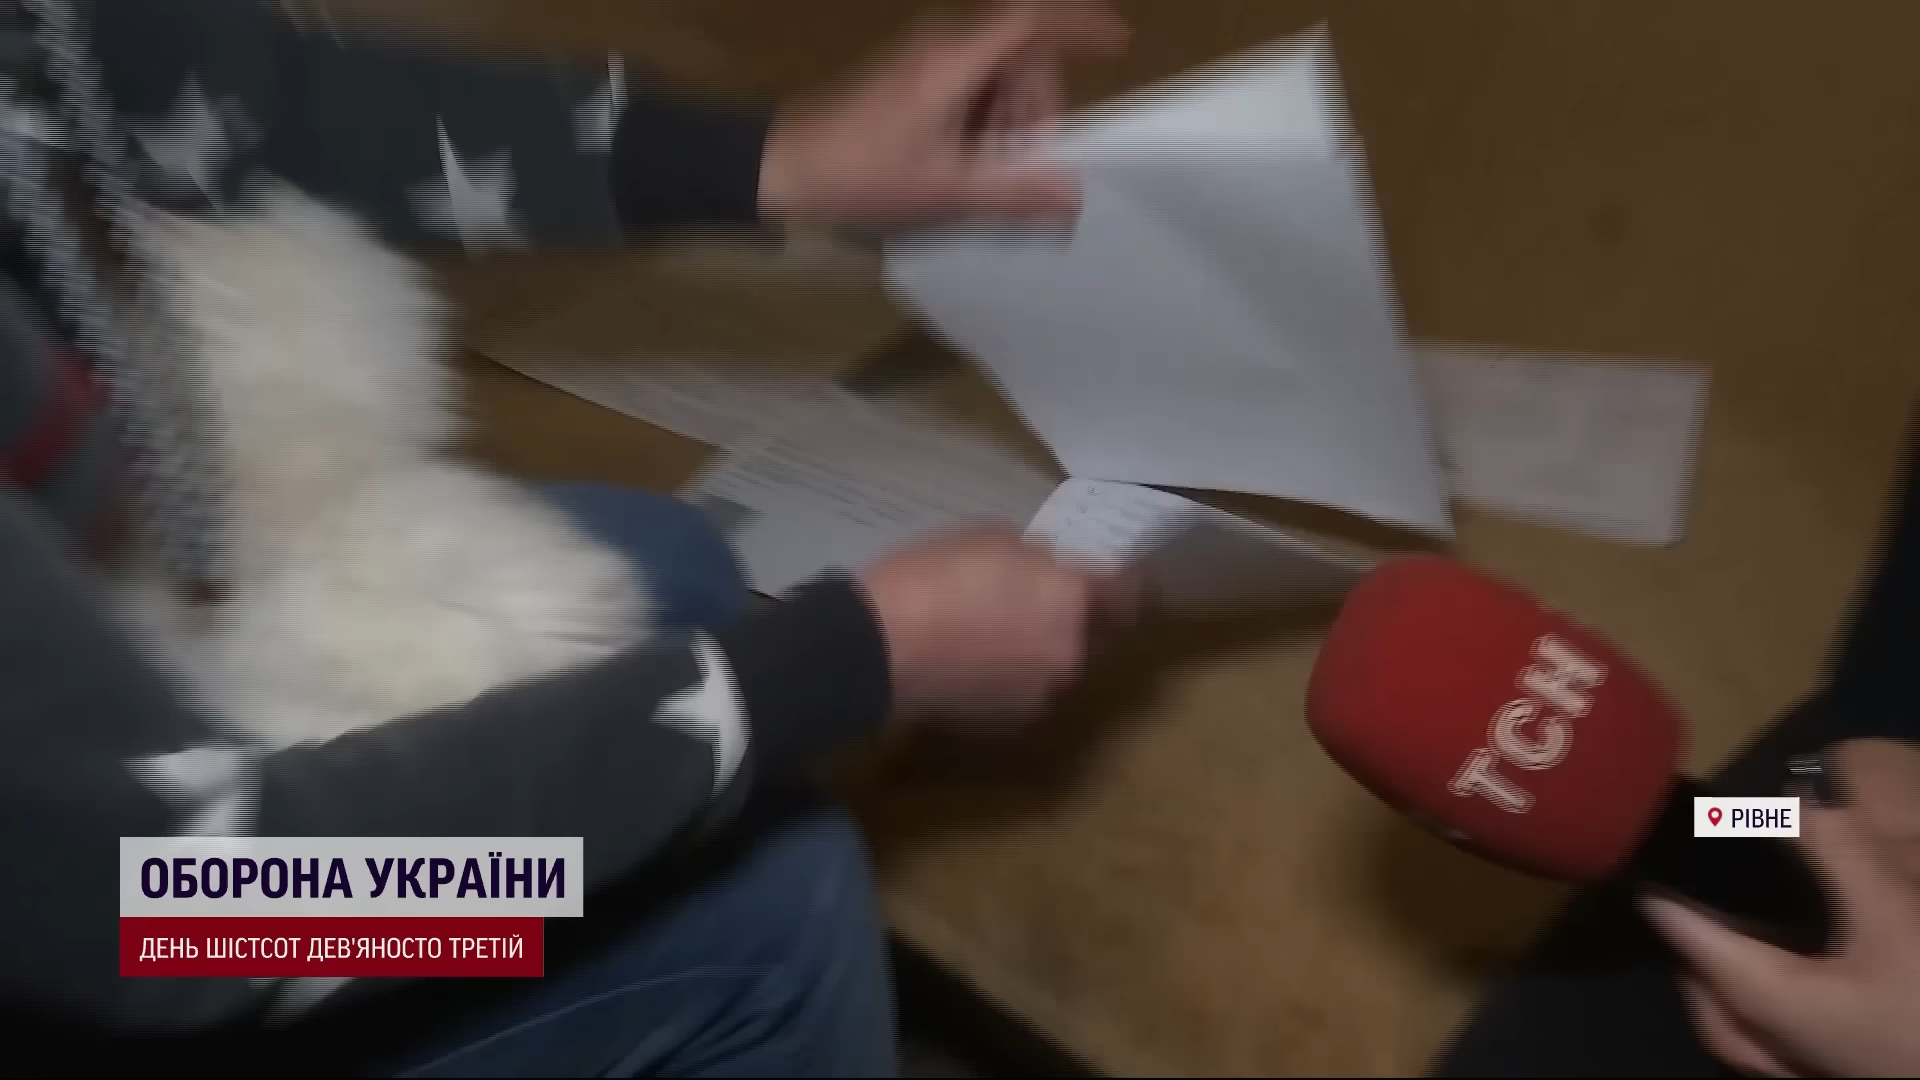 ТСН
РІВНЕ
ОБОРОНА УКРАЇНИ
ДЕНЬ ШІСТСОТ ДЕВ'ЯНОСТО ТРЕТІЙ